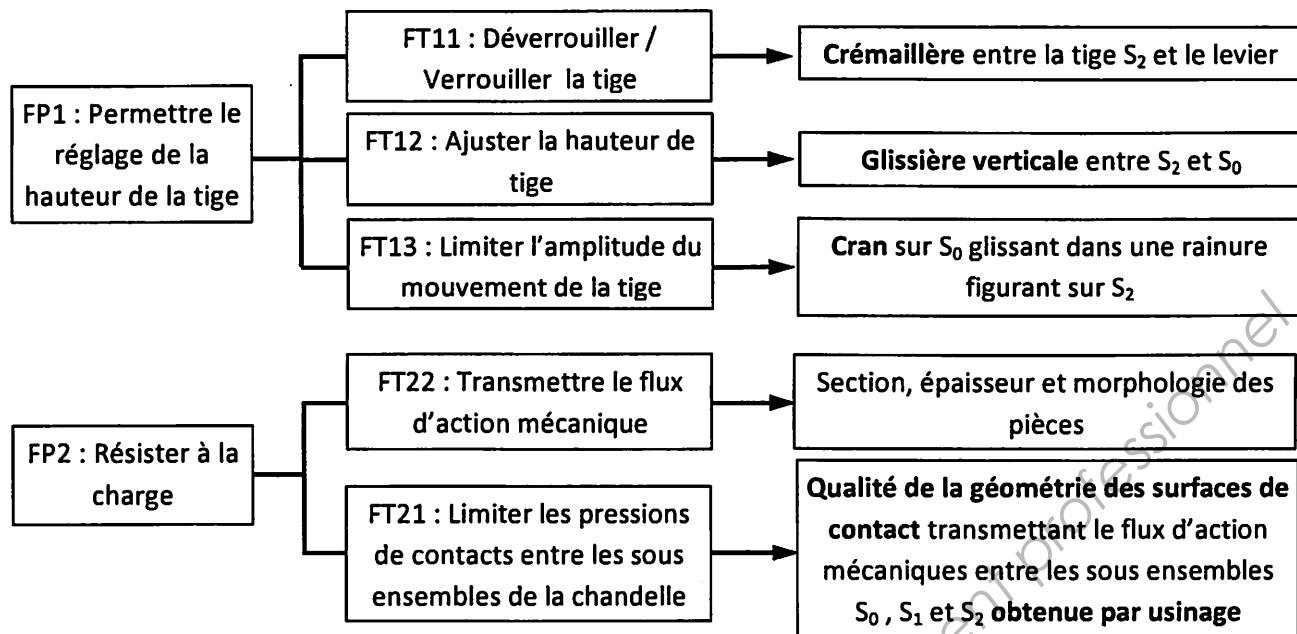 FP1 : Permettre le
réglage de la
hauteur de la tige
FT11 : Déverrouiller /
Verrouiller la tige
Crémaillère entre la tige S₂ et le levier
FT12 : Ajuster la hauteur de
tige
Glissière verticale entre S₂ et S₀
FT13 : Limiter l'amplitude du
mouvement de la tige
Cran sur S₀ glissant dans une rainure
figurant sur S₂
FP2 : Résister à la
charge
FT22 : Transmettre le flux
d'action mécanique
Section, épaisseur et morphologie des
pièces
FT21 : Limiter les pressions
de contacts entre les sous
ensembles de la chandelle
Qualité de la géométrie des surfaces de
contact transmettant le flux d'action
mécaniques entre les sous ensembles
S₀ , S₁ et S₂ obtenue par usinage
professionnel